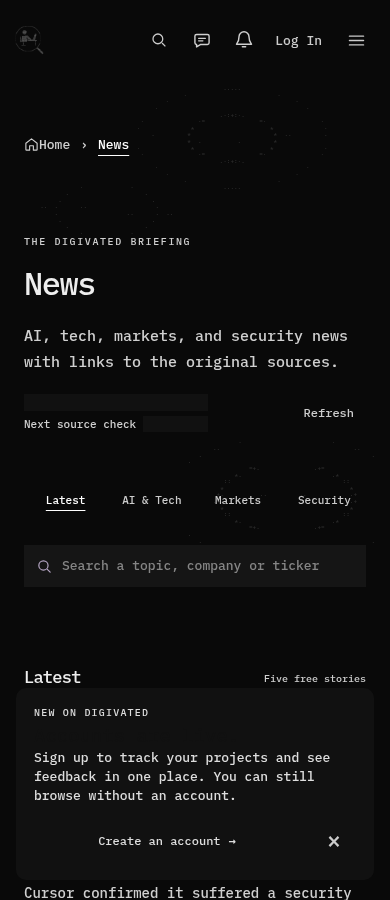 Log In
Home › News
THE DIGIVATED BRIEFING
News
AI, tech, markets, and security news
with links to the original sources.
Next source check
Refresh
Latest AI & Tech Markets Security
Search a topic, company or ticker
Latest Five free stories
NEW ON DIGIVATED
Sign up to track your projects and see
feedback in one place. You can still
browse without an account.
Create an account → ×
Cursor confirmed it suffered a security